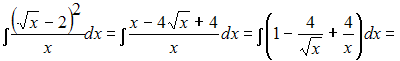 ∫ (√x − 2)² / x dx = ∫ (x − 4√x + 4) / x dx = ∫ (1 − 4/√x + 4/x) dx =